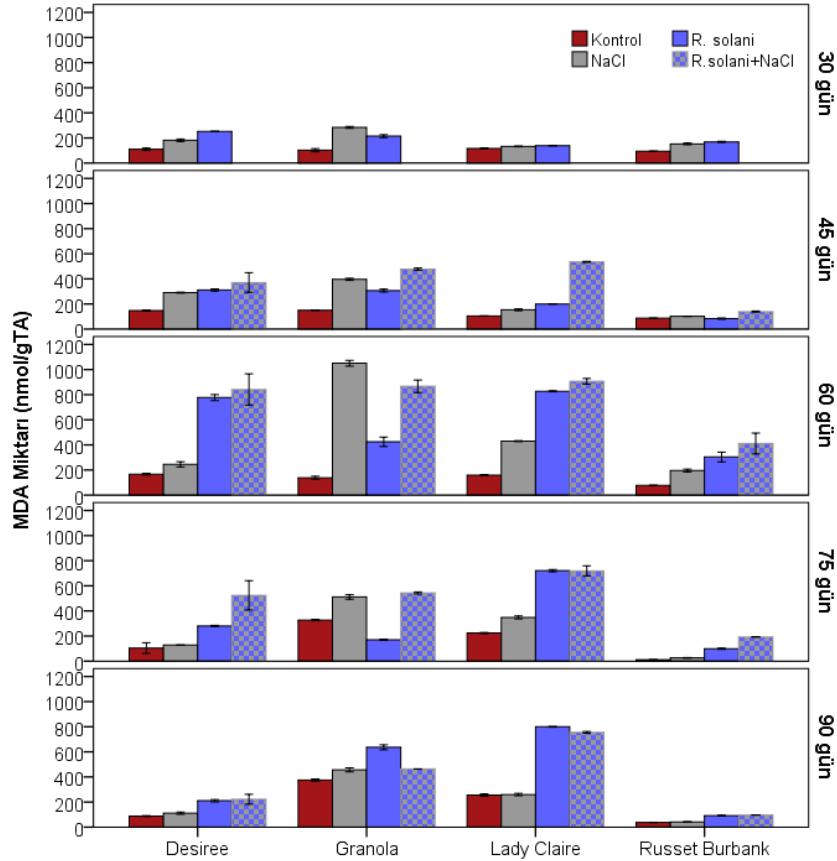 1200
1000
800
600
400
200
0
Kontrol
R. solani
NaCl
R.solani+NaCl
30 gün
1200
1000
800
600
400
200
0
45 gün
1200
1000
800
600
400
200
0
60 gün
MDA Miktarı (nmol/gTA)
1200
1000
800
600
400
200
0
75 gün
1200
1000
800
600
400
200
0
90 gün
Desiree
Granola
Lady Claire
Russet Burbank